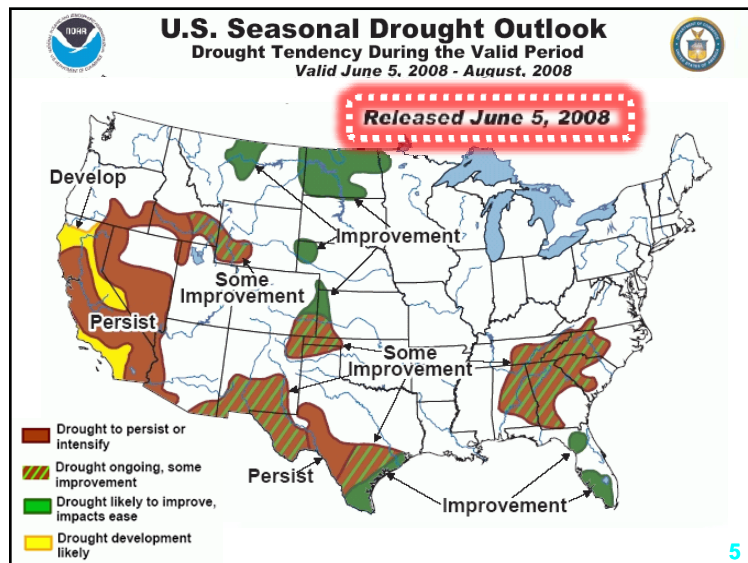 U.S. Seasonal Drought Outlook
Drought Tendency During the Valid Period
Valid June 5, 2008 - August, 2008
NOAA
Released June 5, 2008
Develop
Improvement
Some
Improvement
Persist
Some
Improvement
Persist
Improvement
Drought to persist or
intensify
Drought ongoing, some
improvement
Drought likely to improve,
impacts ease
Drought development
likely
5